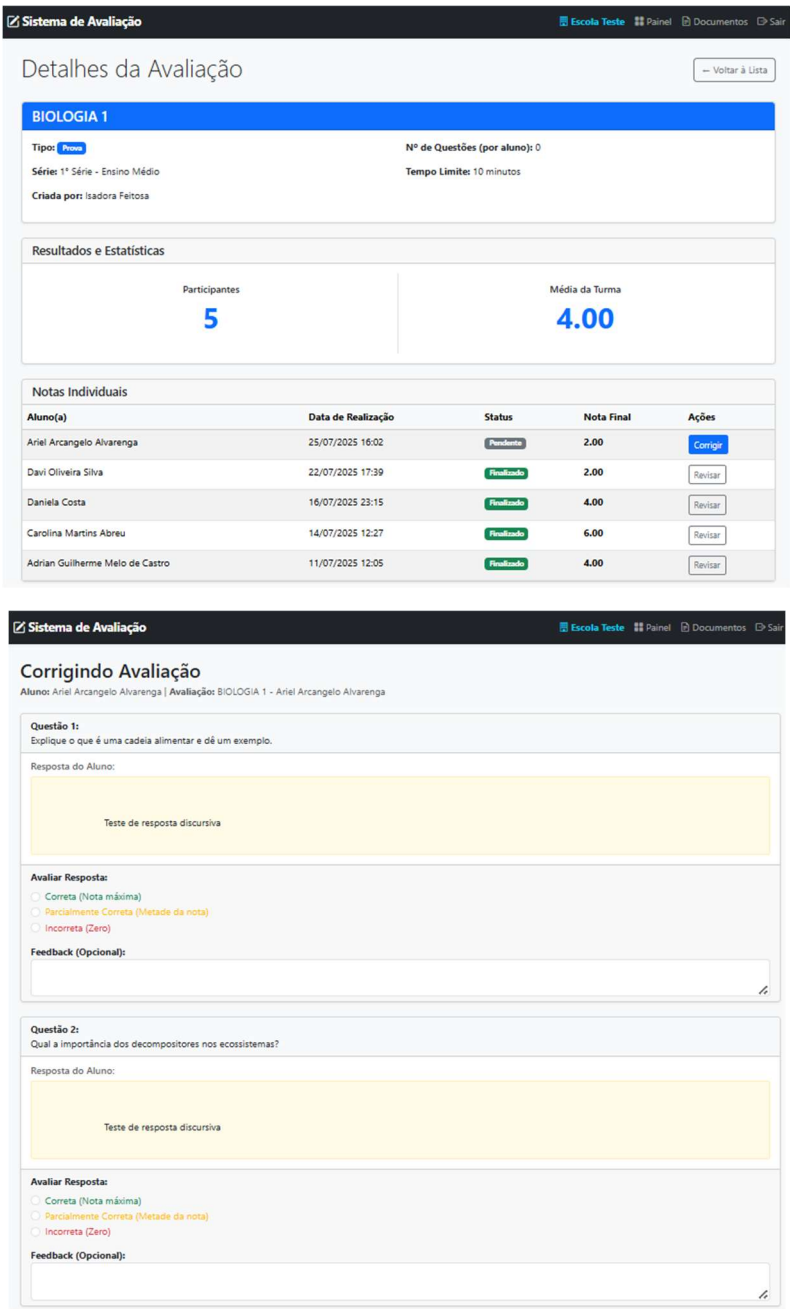 Sistema de Avaliação Escola Teste Painel Documentos Sair
Detalhes da Avaliação ← Voltar à Lista
BIOLOGIA 1
Tipo: Prova Nº de Questões (por aluno): 0
Série: 1ª Série - Ensino Médio Tempo Limite: 10 minutos
Criada por: Isadora Feitosa
Resultados e Estatísticas
Participantes Média da Turma
5 4.00
Notas Individuais
Aluno(a) Data de Realização Status Nota Final Ações
Ariel Arcangelo Alvarenga 25/07/2025 16:02 Pendente 2.00 Corrigir
Davi Oliveira Silva 22/07/2025 17:39 Finalizado 2.00 Revisar
Daniela Costa 16/07/2025 23:15 Finalizado 4.00 Revisar
Carolina Martins Abreu 14/07/2025 12:27 Finalizado 6.00 Revisar
Adrian Guilherme Melo de Castro 11/07/2025 12:05 Finalizado 4.00 Revisar
Sistema de Avaliação Escola Teste Painel Documentos Sair
Corrigindo Avaliação
Aluno: Ariel Arcangelo Alvarenga | Avaliação: BIOLOGIA 1 - Ariel Arcangelo Alvarenga
Questão 1:
Explique o que é uma cadeia alimentar e dê um exemplo.
Resposta do Aluno:
Teste de resposta discursiva
Avaliar Resposta:
Correta (Nota máxima)
Parcialmente Correta (Metade da nota)
Incorreta (Zero)
Feedback (Opcional):
Questão 2:
Qual a importância dos decompositores nos ecossistemas?
Resposta do Aluno:
Teste de resposta discursiva
Avaliar Resposta:
Correta (Nota máxima)
Parcialmente Correta (Metade da nota)
Incorreta (Zero)
Feedback (Opcional):